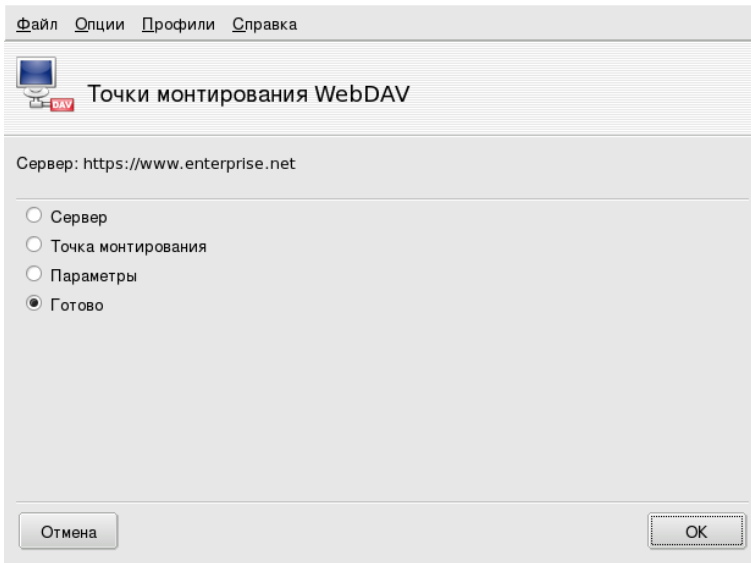 Файл Опции Профили Справка
DAV
Точки монтирования WebDAV
Сервер: https://www.enterprise.net
Сервер
Точка монтирования
Параметры
Готово
Отмена OK